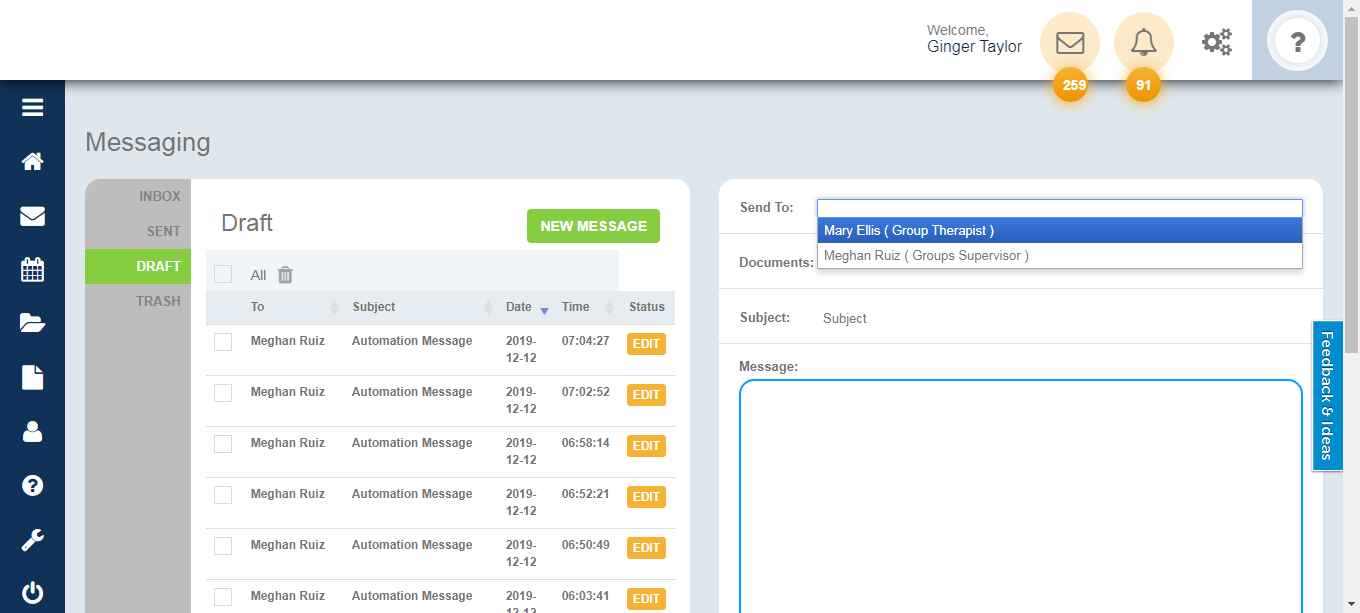 Welcome,
Ginger Taylor
259
91
?
Messaging
INBOX
SENT
DRAFT
TRASH
Draft
NEW MESSAGE
All
To Subject Date Time Status
Meghan Ruiz Automation Message 2019- 07:04:27 EDIT
12-12
Meghan Ruiz Automation Message 2019- 07:02:52 EDIT
12-12
Meghan Ruiz Automation Message 2019- 06:58:14 EDIT
12-12
Meghan Ruiz Automation Message 2019- 06:52:21 EDIT
12-12
Meghan Ruiz Automation Message 2019- 06:50:49 EDIT
12-12
Meghan Ruiz Automation Message 2019- 06:03:41 EDIT
12-12
Send To:
Mary Ellis ( Group Therapist )
Meghan Ruiz ( Groups Supervisor )
Documents:
Subject: Subject
Message:
Feedback & Ideas